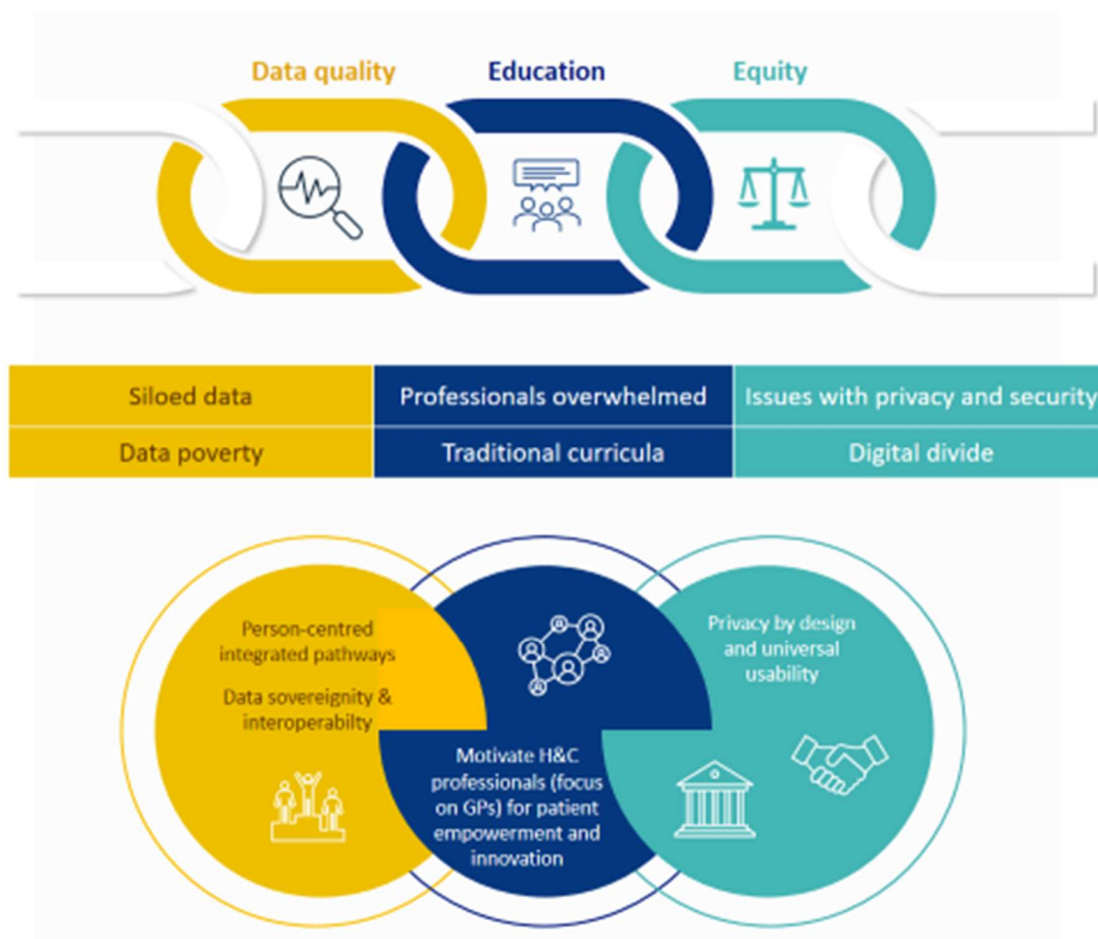 Data quality
Education
Equity
Siloed data
Professionals overwhelmed
Issues with privacy and security
Data poverty
Traditional curricula
Digital divide
Person-centred
integrated pathways
Data sovereignity &
interoperabilty
Motivate H&C
professionals (focus
on GPs) for patient
empowerment and
innovation
Privacy by design
and universal
usability